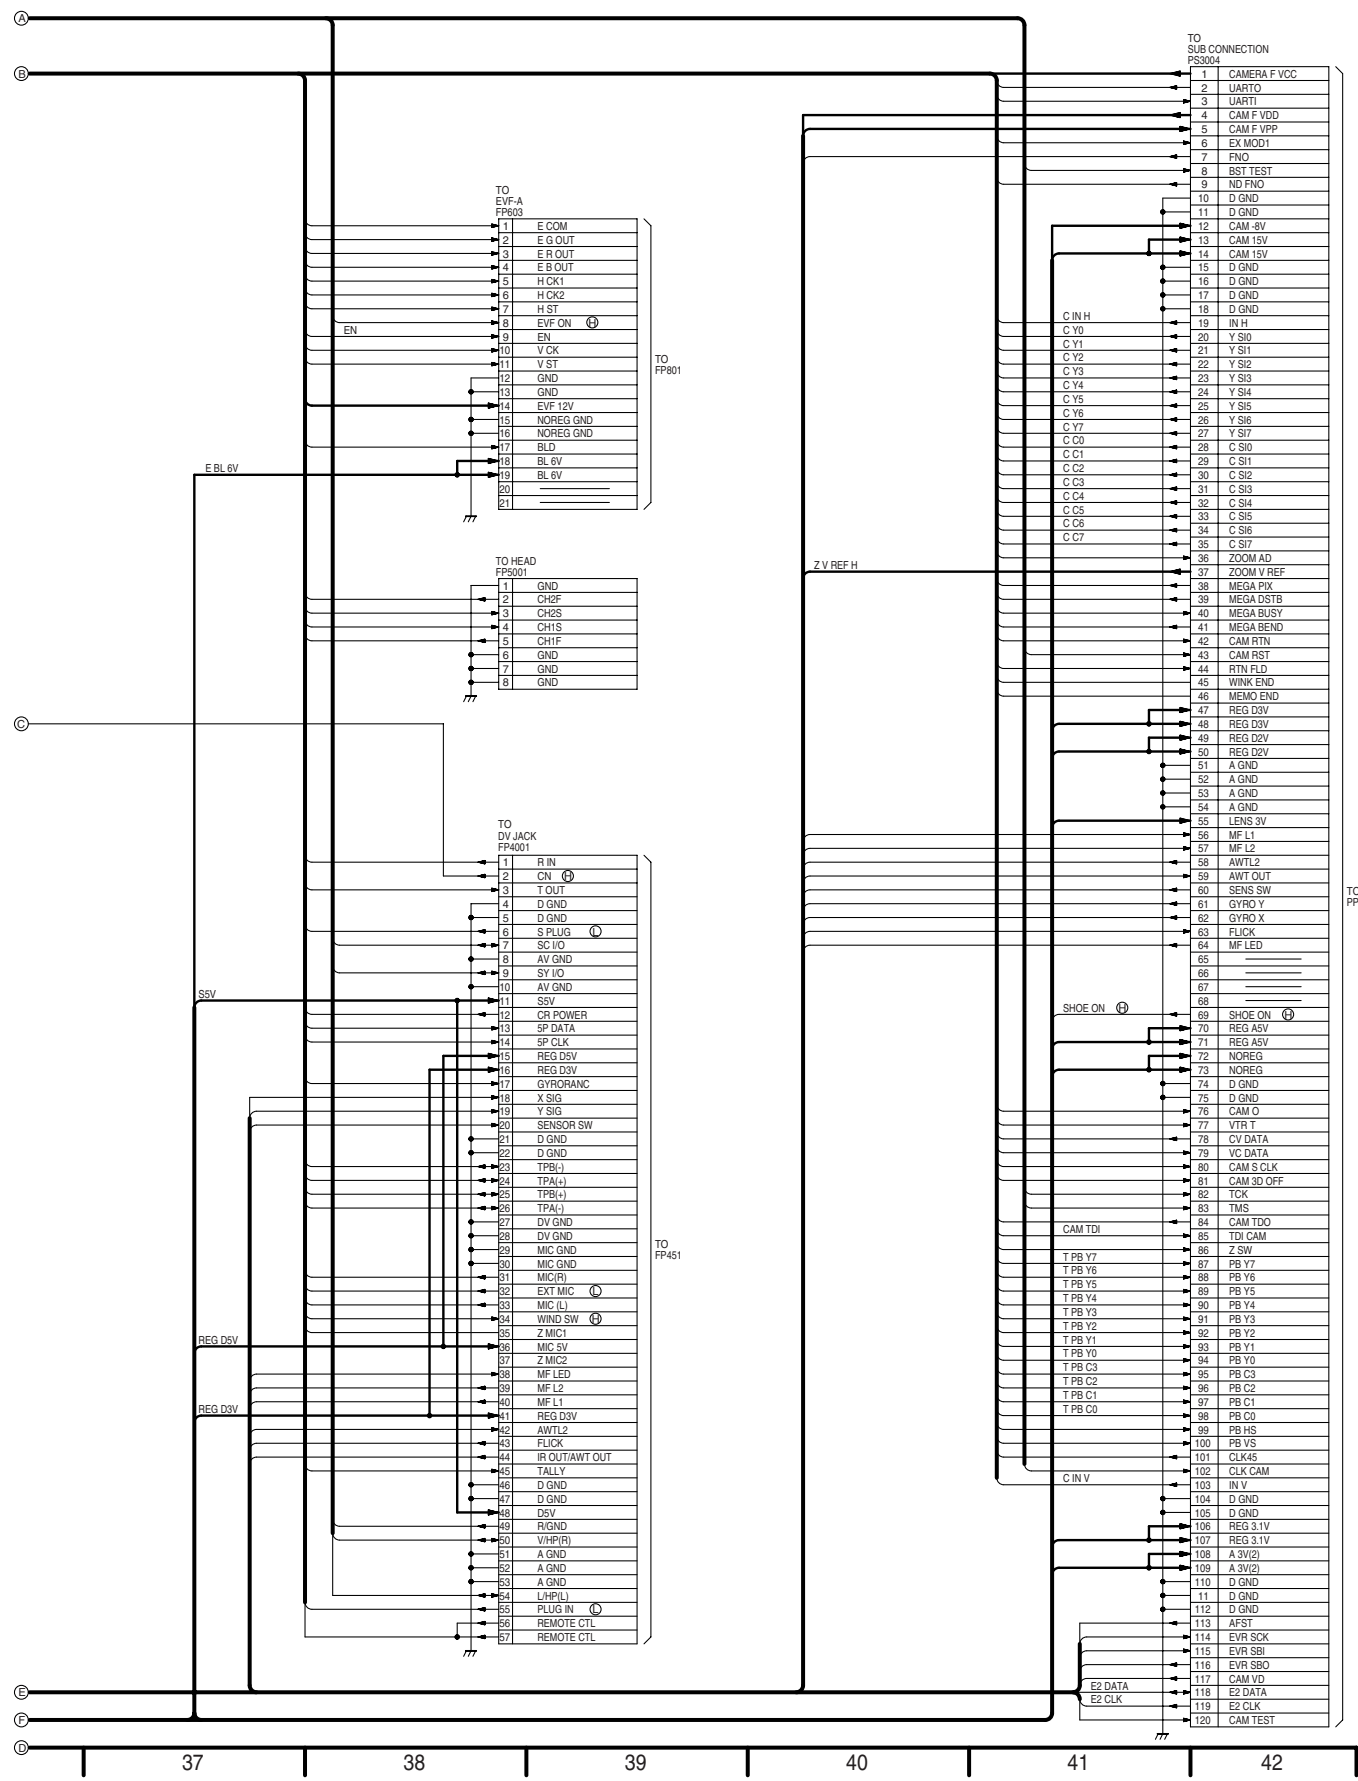 A
B
C
E
F
D
TO
EVF-A
FP603
1 E COM
2 E G OUT
3 E R OUT
4 E B OUT
5 H CK1
6 H CK2
7 H ST
8 EVF ON H
9 EN
10 V CK
11 V ST
12 GND
13 GND
14 EVF 12V
15 NOREG GND
16 NOREG GND
17 BLD
18 BL 6V
19 BL 6V
20
21
EN
E BL 6V
TO
FP801
TO HEAD
FP5001
1 GND
2 CH2F
3 CH2S
4 CH1S
5 CH1F
6 GND
7 GND
8 GND
TO
DV JACK
FP4001
1 R IN
2 CN H
3 T OUT
4 D GND
5 D GND
6 S PLUG L
7 SC I/O
8 AV GND
9 SY I/O
10 AV GND
11 S5V
12 CR POWER
13 5P DATA
14 5P CLK
15 REG D5V
16 REG D3V
17 GYRORANC
18 X SIG
19 Y SIG
20 SENSOR SW
21 D GND
22 D GND
23 TPB(-)
24 TPA(+)
25 TPB(+)
26 TPA(-)
27 DV GND
28 DV GND
29 MIC GND
30 MIC GND
31 MIC(R)
32 EXT MIC L
33 MIC (L)
34 WIND SW H
35 Z MIC1
36 MIC 5V
37 Z MIC2
38 MF LED
39 MF L2
40 MF L1
41 REG D3V
42 AWTL2
43 FLICK
44 IR OUT/AWT OUT
45 TALLY
46 D GND
47 D GND
48 D5V
49 R/GND
50 V/HP(R)
51 A GND
52 A GND
53 A GND
54 L/HP(L)
55 PLUG IN L
56 REMOTE CTL
57 REMOTE CTL
S5V
REG D5V
REG D3V
TO
FP451
TO
SUB CONNECTION
PS3004
1 CAMERA F VCC
2 UARTO
3 UARTI
4 CAM F VDD
5 CAM F VPP
6 EX MOD1
7 FNO
8 BST TEST
9 ND FNO
10 D GND
11 D GND
12 CAM -8V
13 CAM 15V
14 CAM 15V
15 D GND
16 D GND
17 D GND
18 D GND
C IN H 19 IN H
C Y0 20 Y SI0
C Y1 21 Y SI1
C Y2 22 Y SI2
C Y3 23 Y SI3
C Y4 24 Y SI4
C Y5 25 Y SI5
C Y6 26 Y SI6
C Y7 27 Y SI7
C C0 28 C SI0
C C1 29 C SI1
C C2 30 C SI2
C C3 31 C SI3
C C4 32 C SI4
C C5 33 C SI5
C C6 34 C SI6
C C7 35 C SI7
36 ZOOM AD
Z V REF H 37 ZOOM V REF
38 MEGA PIX
39 MEGA DSTB
40 MEGA BUSY
41 MEGA BEND
42 CAM RTN
43 CAM RST
44 RTN FLD
45 WINK END
46 MEMO END
47 REG D3V
48 REG D3V
49 REG D2V
50 REG D2V
51 A GND
52 A GND
53 A GND
54 A GND
55 LENS 3V
56 MF L1
57 MF L2
58 AWTL2
59 AWT OUT
60 SENS SW
61 GYRO Y
62 GYRO X
63 FLICK
64 MF LED
65
66
67
68
SHOE ON H 69 SHOE ON H
70 REG A5V
71 REG A5V
72 NOREG
73 NOREG
74 D GND
75 D GND
76 CAM O
77 VTR T
78 CV DATA
79 VC DATA
80 CAM S CLK
81 CAM 3D OFF
82 TCK
83 TMS
84 CAM TDO
CAM TDI 85 TDI CAM
86 Z SW
T PB Y7 87 PB Y7
T PB Y6 88 PB Y6
T PB Y5 89 PB Y5
T PB Y4 90 PB Y4
T PB Y3 91 PB Y3
T PB Y2 92 PB Y2
T PB Y1 93 PB Y1
T PB Y0 94 PB Y0
T PB C3 95 PB C3
T PB C2 96 PB C2
T PB C1 97 PB C1
T PB C0 98 PB C0
99 PB HS
100 PB VS
101 CLK45
102 CLK CAM
C IN V 103 IN V
104 D GND
105 D GND
106 REG 3.1V
107 REG 3.1V
108 A 3V(2)
109 A 3V(2)
110 D GND
11 D GND
112 D GND
113 AFST
114 EVR SCK
115 EVR SBI
116 EVR SBO
117 CAM VD
E2 DATA 118 E2 DATA
E2 CLK 119 E2 CLK
120 CAM TEST
TO
PP
37 38 39 40 41 42